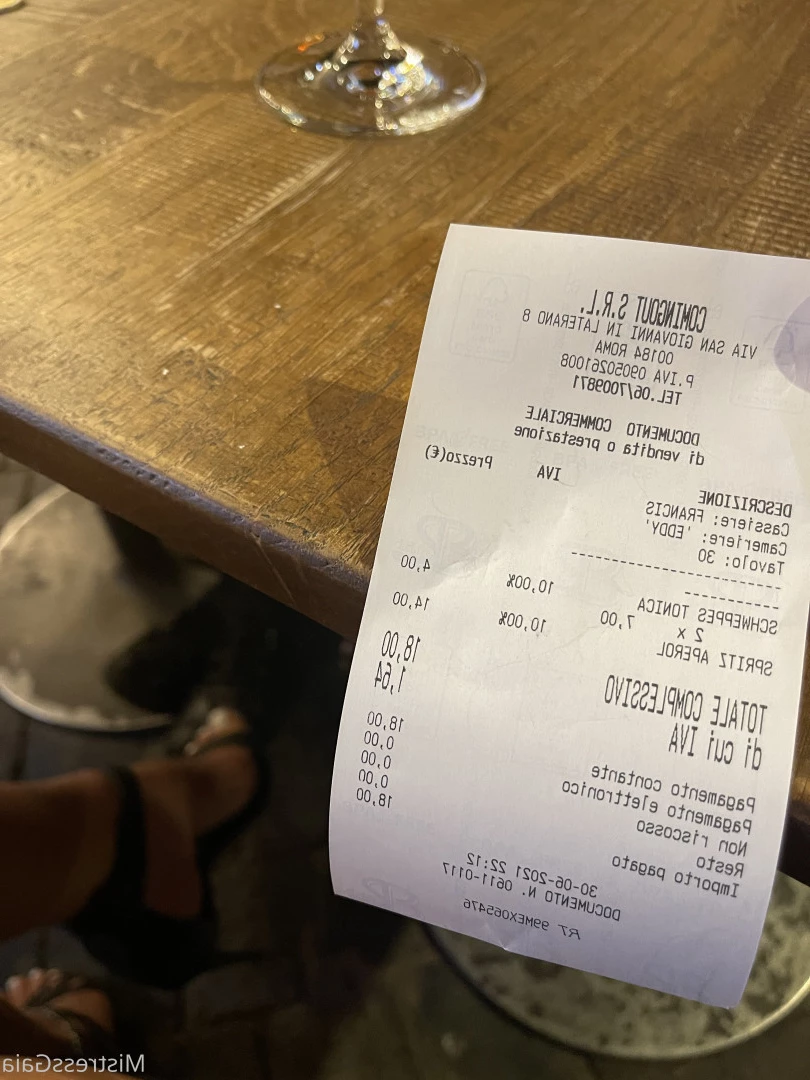 COMINGOUT S.R.L.
VIA SAN GIOVANNI IN LATERANO 8
00184 ROMA
P.IVA 09050261008
TEL.06/7009871
DOCUMENTO COMMERCIALE
di vendita o prestazione
DESCRIZIONE IVA Prezzo(€)
Cassiere: FRANCIS
Cameriere: 'EDDY'
Tavolo: 30
SCHWEPPES TONICA 10,00% 4,00
2 x 7,00
SPRITZ APEROL 10,00% 14,00
TOTALE COMPLESSIVO 18,00
di cui IVA 1,64
Pagamento contante 18,00
Pagamento elettronico 0,00
Non riscosso 0,00
Resto 0,00
Importo pagato 18,00
30-06-2021 22:12
DOCUMENTO N. 0611-0117
RT 99MEX065476
MistressGaia